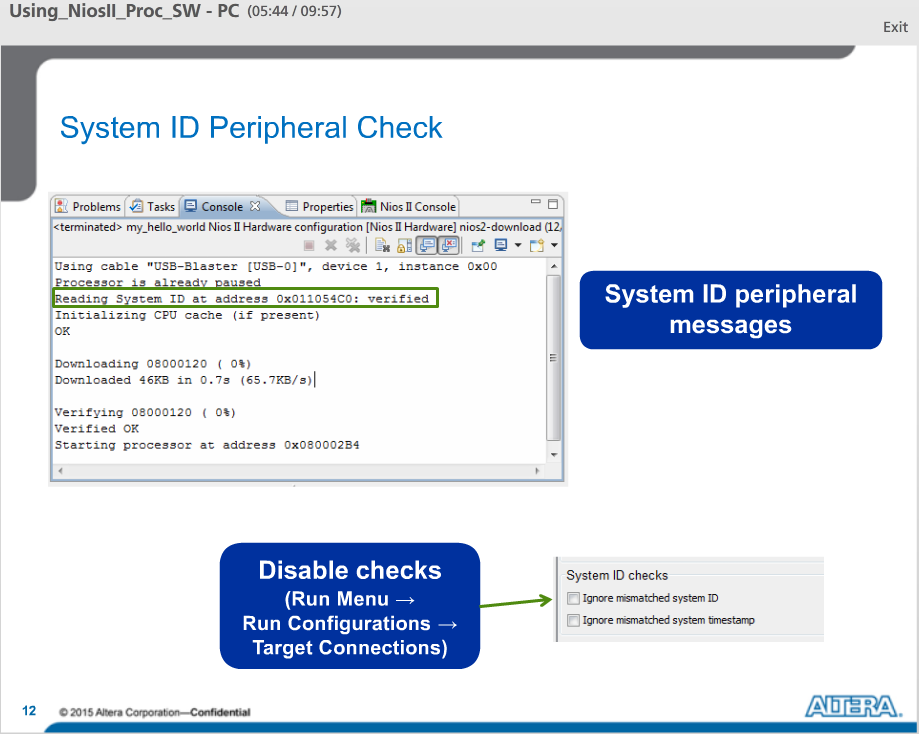 Using_NiosII_Proc_SW - PC (05:44 / 09:57)
Exit
System ID Peripheral Check
Problems Tasks Console Properties Nios II Console
<terminated> my_hello_world Nios II Hardware configuration [Nios II Hardware] nios2-download (12/
Using cable "USB-Blaster [USB-0]", device 1, instance 0x00
Processor is already paused
Reading System ID at address 0x011054C0: verified
Initializing CPU cache (if present)
OK
Downloading 08000120 ( 0%)
Downloaded 46KB in 0.7s (65.7KB/s)
Verifying 08000120 ( 0%)
Verified OK
Starting processor at address 0x080002B4
System ID peripheral
messages
Disable checks
(Run Menu →
Run Configurations →
Target Connections)
System ID checks
Ignore mismatched system ID
Ignore mismatched system timestamp
12 © 2015 Altera Corporation—Confidential
ALTERA.